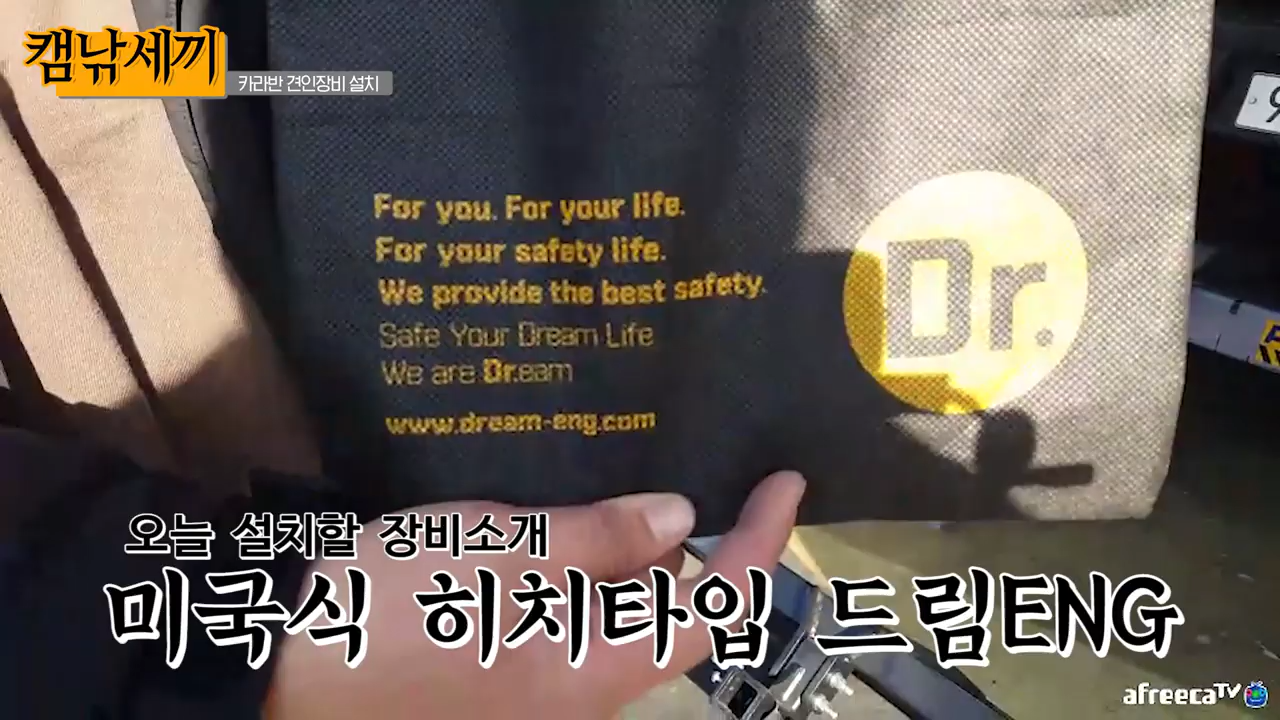 캠낚세끼
카라반 견인장비 설치
9
For you. For your life.
For your safety life.
We provide the best safety.
Safe Your Dream Life
We are Dr.eam
www.dream-eng.com
Dr.
오늘 설치할 장비소개
미국식 히치타입 드림ENG
afreecaTV